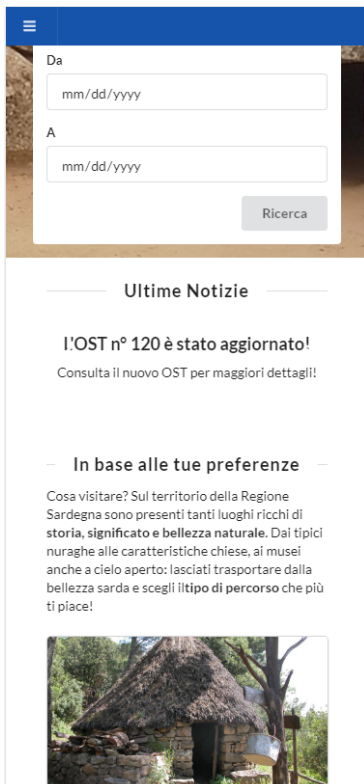 Da
mm/dd/yyyy
A
mm/dd/yyyy
Ricerca
Ultime Notizie
L'OST n° 120 è stato aggiornato!
Consulta il nuovo OST per maggiori dettagli!
In base alle tue preferenze
Cosa visitare? Sul territorio della Regione
Sardegna sono presenti tanti luoghi ricchi di
storia, significato e bellezza naturale. Dai tipici
nuraghe alle caratteristiche chiese, ai musei
anche a cielo aperto: lasciati trasportare dalla
bellezza sarda e scegli iltipo di percorso che più
ti piace!